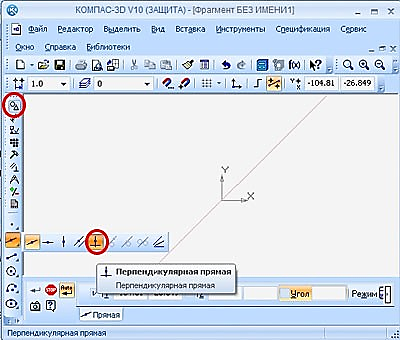 КОМПАС-3D V10 (ЗАЩИТА) - [Фрагмент БЕЗ ИМЕНИ1]
Файл Редактор Выделить Вид Вставка Инструменты Спецификация Сервис
Окно Справка Библиотеки
1.0 0 -104.81 -26.849
Y
X
Перпендикулярная прямая
Перпендикулярная прямая
Авто Угол Режим
Прямая
Перпендикулярная прямая